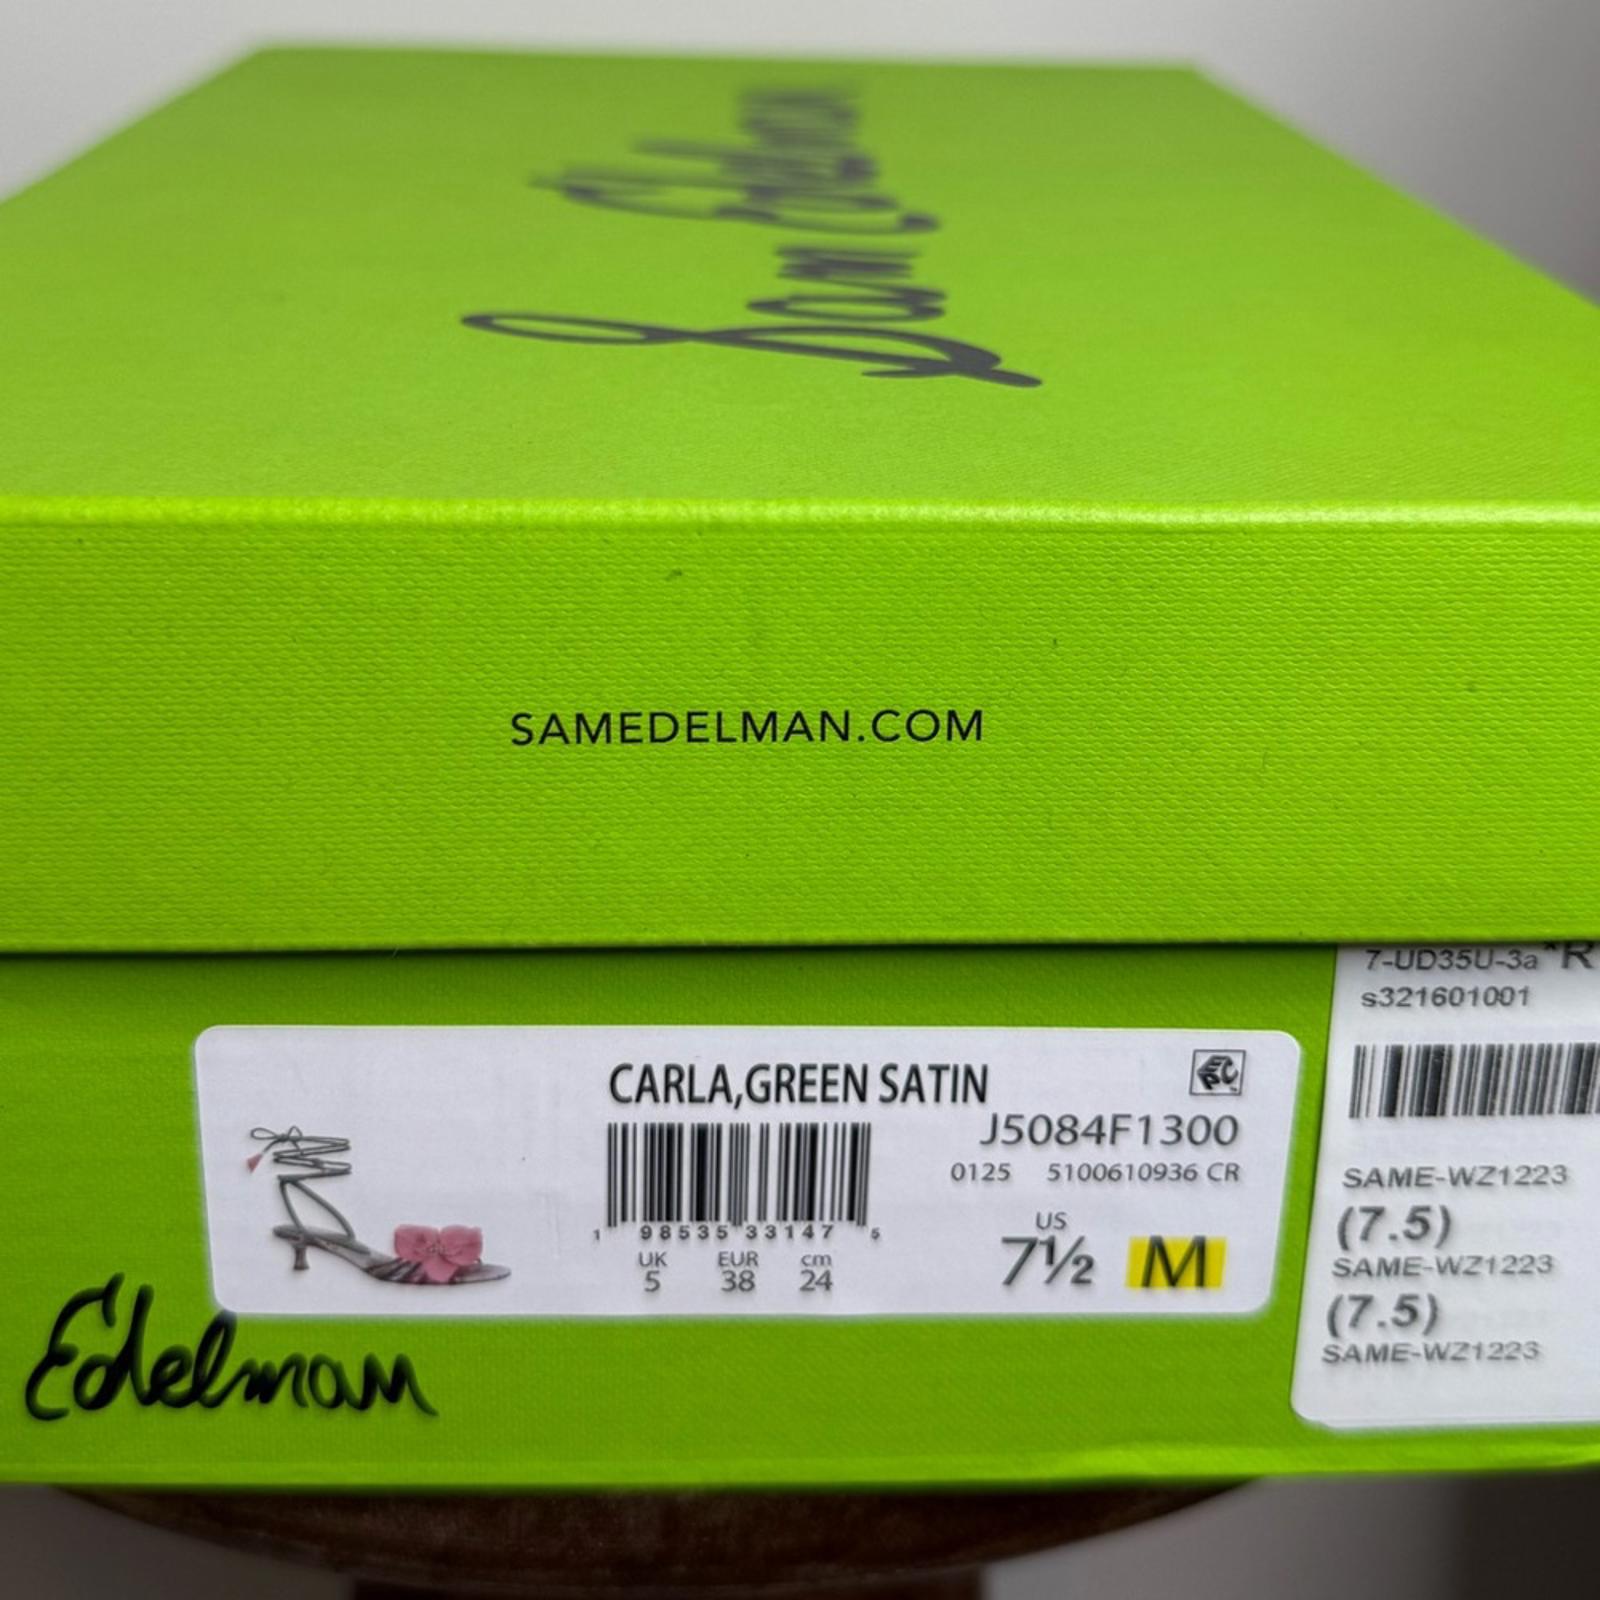 Sam Edelman
SAMEDELMAN.COM
CARLA,GREEN SATIN
EPC
J5084F1300
0125 5100610936 CR
1 98535 33147 5
UK EUR cm
5 38 24
US
7½ M
Edelman
7-UD35U-3a *R
s321601001
SAME-WZ1223
(7.5)
SAME-WZ1223
(7.5)
SAME-WZ1223